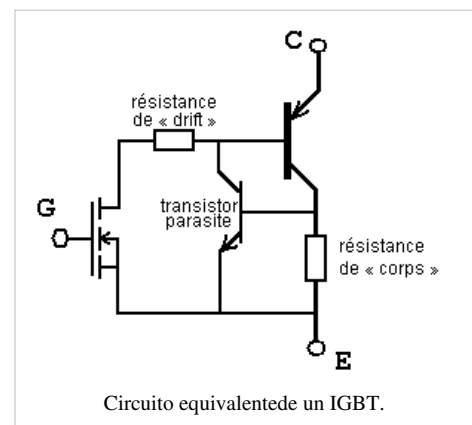 C
résistance
de « drift »
G
transistor
parasite
résistance
de « corps »
E
Circuito equivalentede un IGBT.